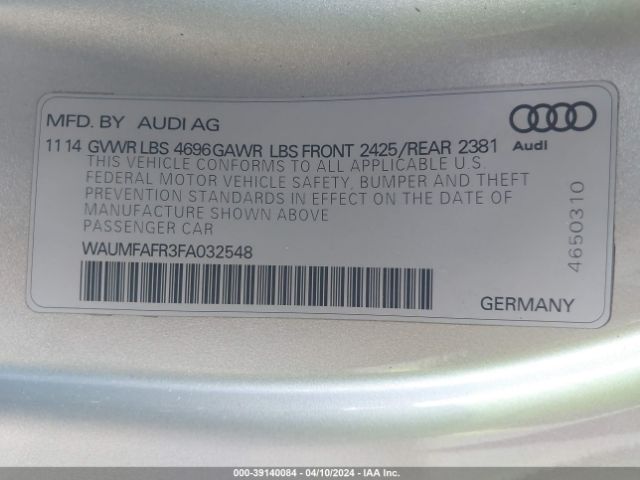 MFD. BY AUDI AG
11 14 GVWR LBS 4696 GAWR LBS FRONT 2425/REAR 2381
Audi
THIS VEHICLE CONFORMS TO ALL APPLICABLE U.S.
FEDERAL MOTOR VEHICLE SAFETY, BUMPER AND THEFT
PREVENTION STANDARDS IN EFFECT ON THE DATE OF
MANUFACTURE SHOWN ABOVE
PASSENGER CAR
WAUMFAFR3FA032548
4650310
GERMANY
000-39140084 - 04/10/2024 - IAA Inc.